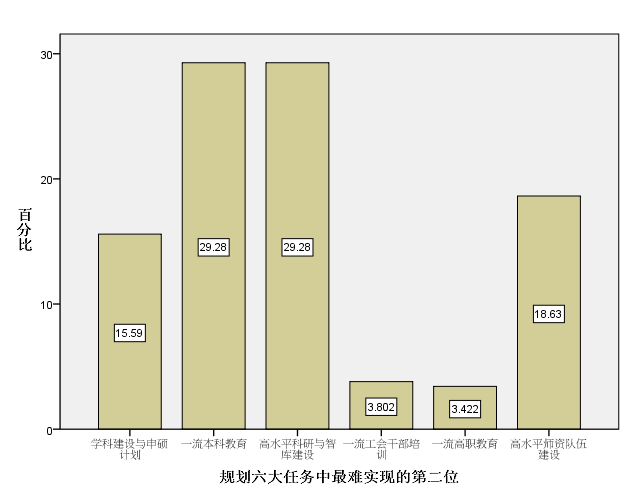 30
20
10
0
百分比
15.59
29.28
29.28
3.802
3.422
18.63
学科建设与申硕
计划
一流本科教育
高水平科研与智
库建设
一流工会干部培
训
一流高职教育
高水平师资队伍
建设
规划六大任务中最难实现的第二位